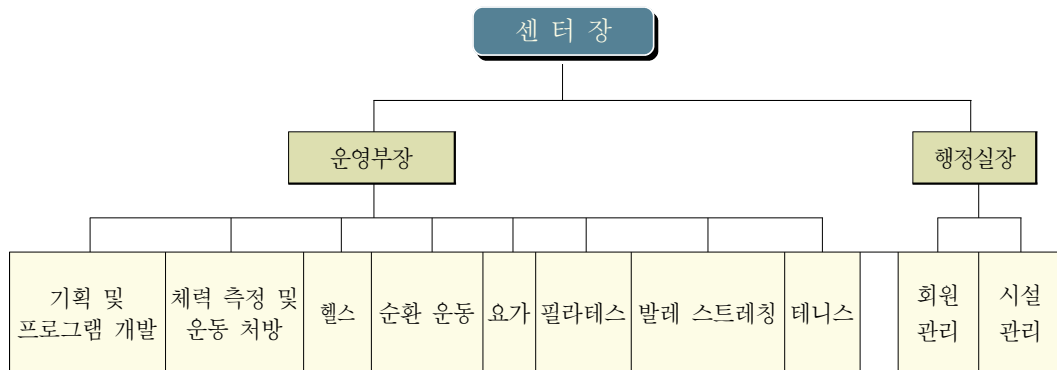 센 터 장
운영부장
행정실장
기획 및
프로그램 개발
체력 측정 및
운동 처방
헬스
순환 운동
요가
필라테스
발레 스트레칭
테니스
회원
관리
시설
관리